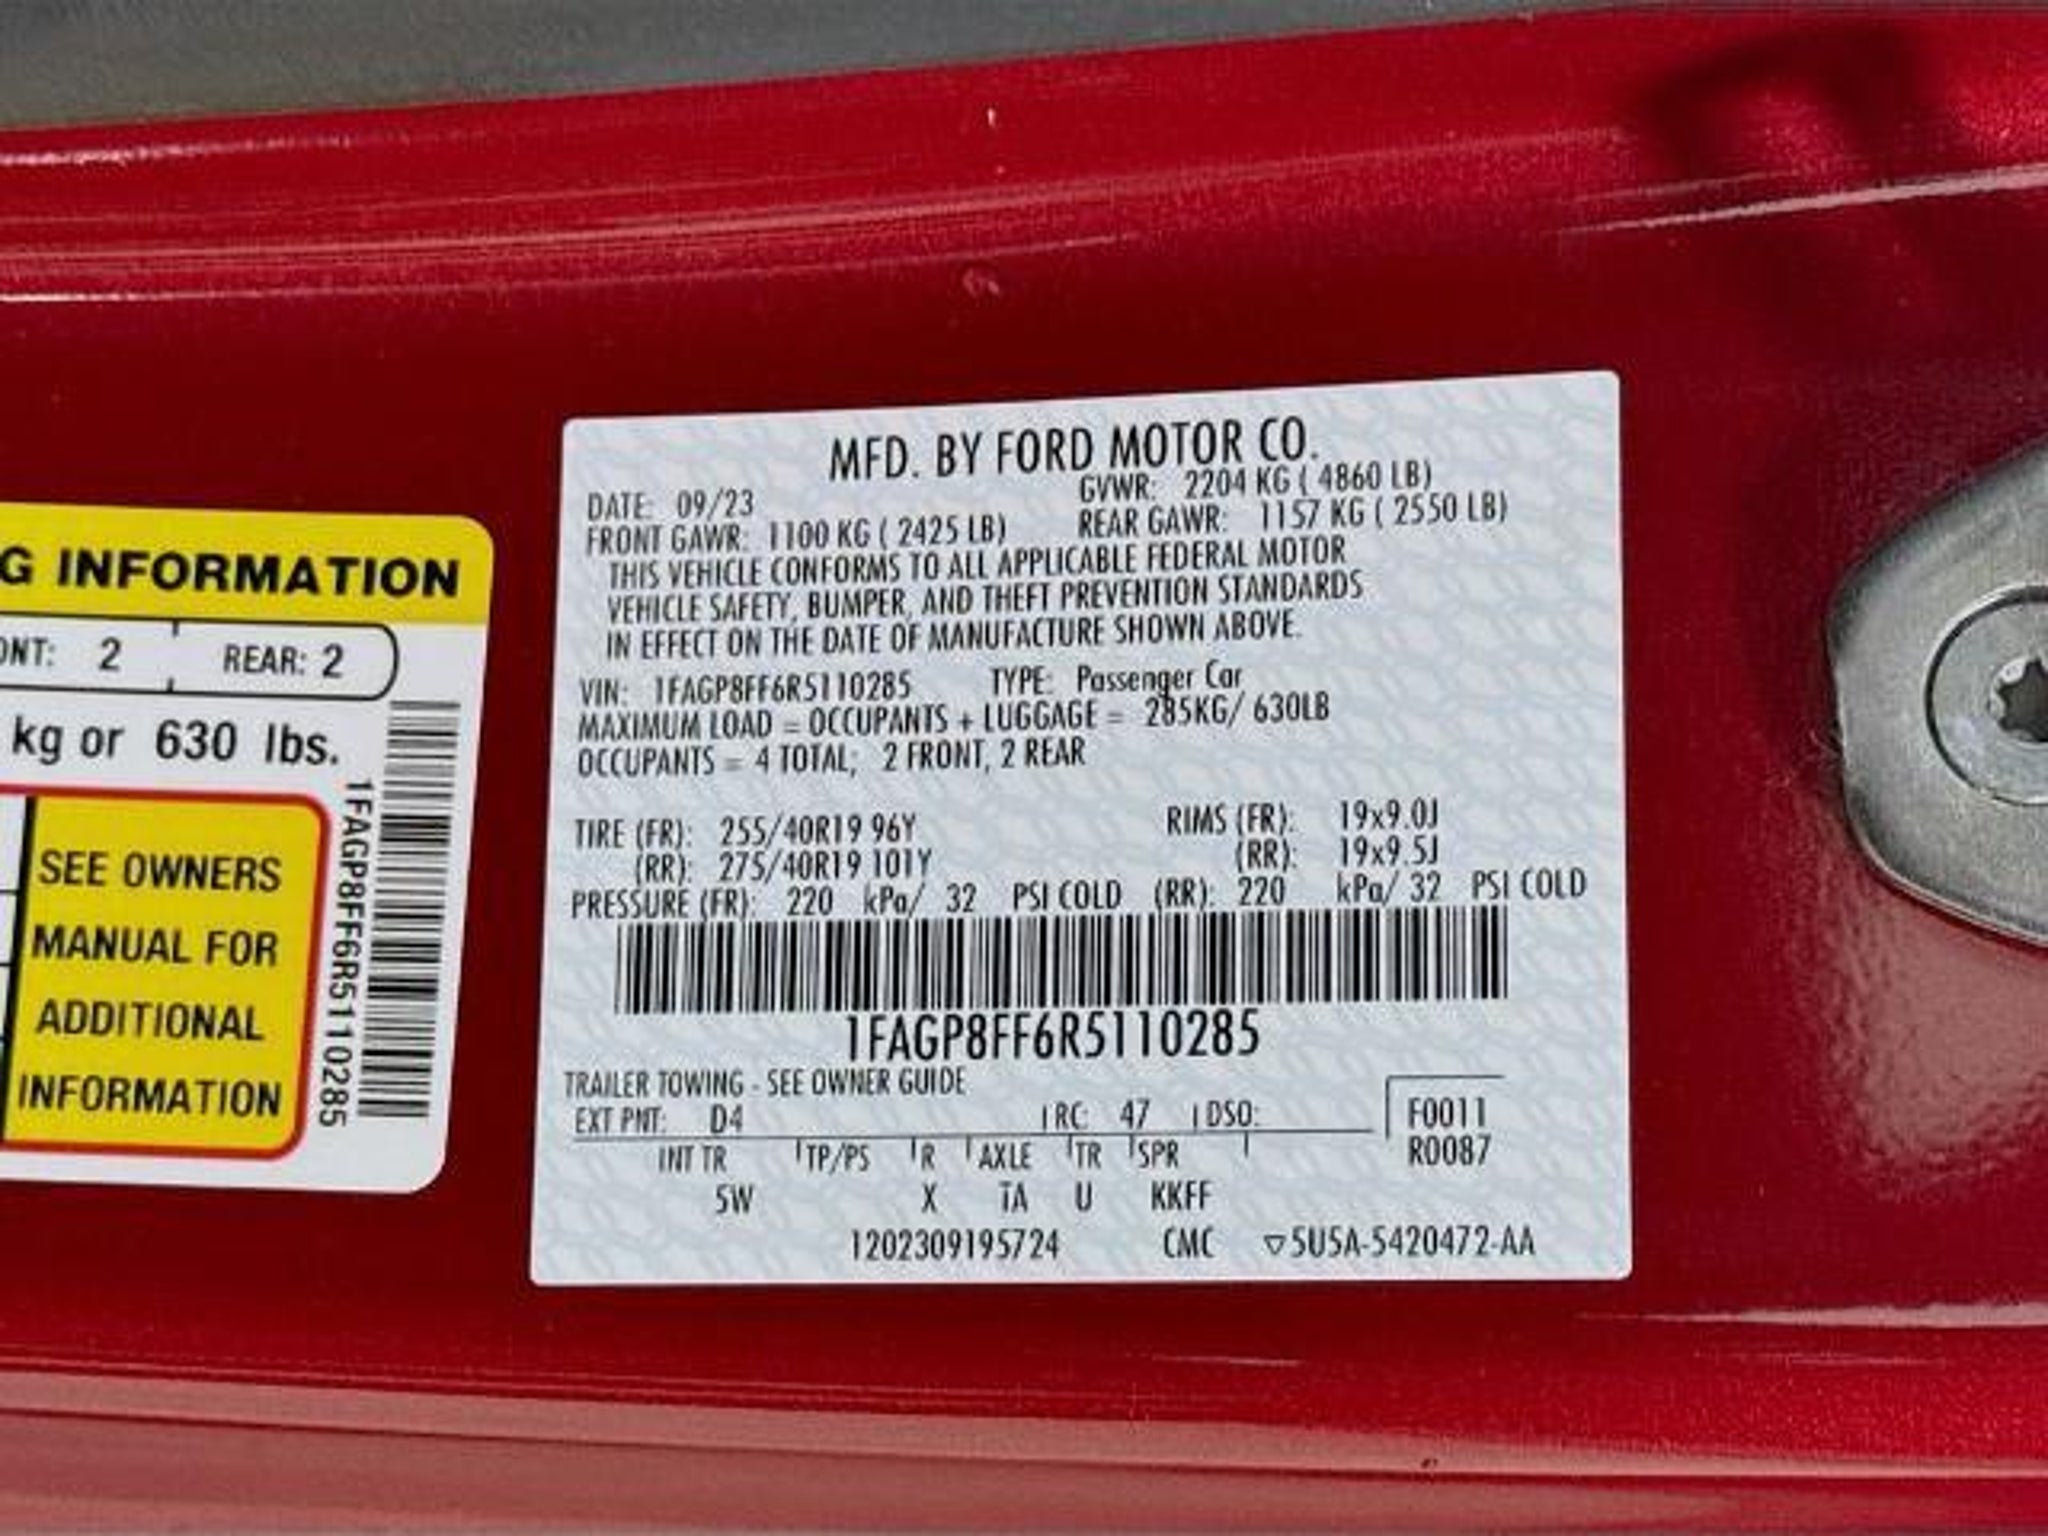 G INFORMATION
ONT: 2 REAR: 2
kg or 630 lbs.
SEE OWNERS
MANUAL FOR
ADDITIONAL
INFORMATION
1FAGP8FF6R5110285
MFD. BY FORD MOTOR CO.
DATE: 09/23 GVWR: 2204 KG ( 4860 LB)
FRONT GAWR: 1100 KG ( 2425 LB) REAR GAWR: 1157 KG ( 2550 LB)
THIS VEHICLE CONFORMS TO ALL APPLICABLE FEDERAL MOTOR
VEHICLE SAFETY, BUMPER, AND THEFT PREVENTION STANDARDS
IN EFFECT ON THE DATE OF MANUFACTURE SHOWN ABOVE.
VIN: 1FAGP8FF6R5110285 TYPE: Passenger Car
MAXIMUM LOAD = OCCUPANTS + LUGGAGE = 285KG/ 630LB
OCCUPANTS = 4 TOTAL; 2 FRONT, 2 REAR
TIRE (FR): 255/40R19 96Y RIMS (FR): 19x9.0J
(RR): 275/40R19 101Y (RR): 19x9.5J
PRESSURE (FR): 220 kPa/ 32 PSI COLD (RR): 220 kPa/ 32 PSI COLD
1FAGP8FF6R5110285
TRAILER TOWING - SEE OWNER GUIDE
EXT PNT: D4 RC: 47 DSO: F0011
R0087
INT TR TP/PS R AXLE TR SPR
5W X TA U KKFF
1202309195724 CMC ▽5U5A-5420472-AA